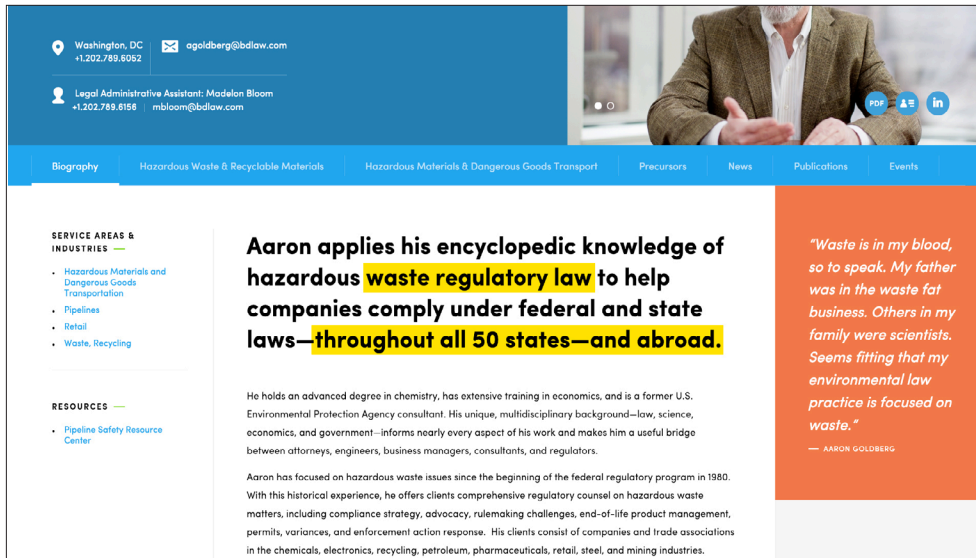 Washington, DC
+1.202.789.6052
agoldberg@bdlaw.com
Legal Administrative Assistant: Madelon Bloom
+1.202.789.6156 | mbloom@bdlaw.com
PDF
in
Biography
Hazardous Waste & Recyclable Materials
Hazardous Materials & Dangerous Goods Transport
Precursors
News
Publications
Events
SERVICE AREAS &
INDUSTRIES —
• Hazardous Materials and
Dangerous Goods
Transportation
• Pipelines
• Retail
• Waste, Recycling
RESOURCES —
• Pipeline Safety Resource
Center
Aaron applies his encyclopedic knowledge of
hazardous waste regulatory law to help
companies comply under federal and state
laws—throughout all 50 states—and abroad.
He holds an advanced degree in chemistry, has extensive training in economics, and is a former U.S.
Environmental Protection Agency consultant. His unique, multidisciplinary background—law, science,
economics, and government—informs nearly every aspect of his work and makes him a useful bridge
between attorneys, engineers, business managers, consultants, and regulators.
Aaron has focused on hazardous waste issues since the beginning of the federal regulatory program in 1980.
With this historical experience, he offers clients comprehensive regulatory counsel on hazardous waste
matters, including compliance strategy, advocacy, rulemaking challenges, end-of-life product management,
permits, variances, and enforcement action response. His clients consist of companies and trade associations
in the chemicals, electronics, recycling, petroleum, pharmaceuticals, retail, steel, and mining industries.
"Waste is in my blood,
so to speak. My father
was in the waste fat
business. Others in my
family were scientists.
Seems fitting that my
environmental law
practice is focused on
waste."
— AARON GOLDBERG